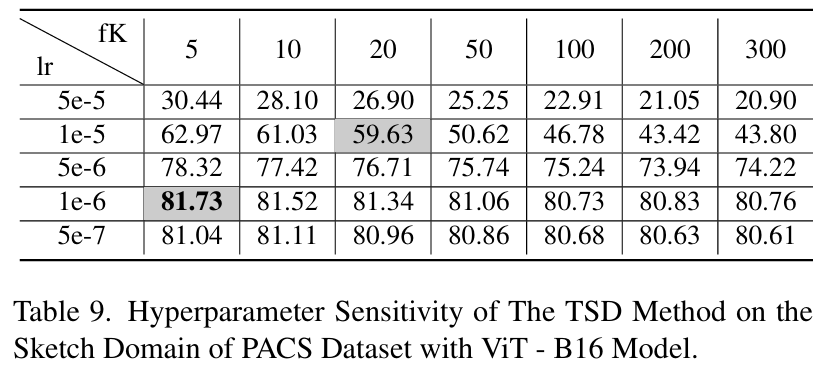 fK
lr
5 10 20 50 100 200 300
5e-5 30.44 28.10 26.90 25.25 22.91 21.05 20.90
1e-5 62.97 61.03 59.63 50.62 46.78 43.42 43.80
5e-6 78.32 77.42 76.71 75.74 75.24 73.94 74.22
1e-6 81.73 81.52 81.34 81.06 80.73 80.83 80.76
5e-7 81.04 81.11 80.96 80.86 80.68 80.63 80.61
Table 9. Hyperparameter Sensitivity of The TSD Method on the
Sketch Domain of PACS Dataset with ViT - B16 Model.